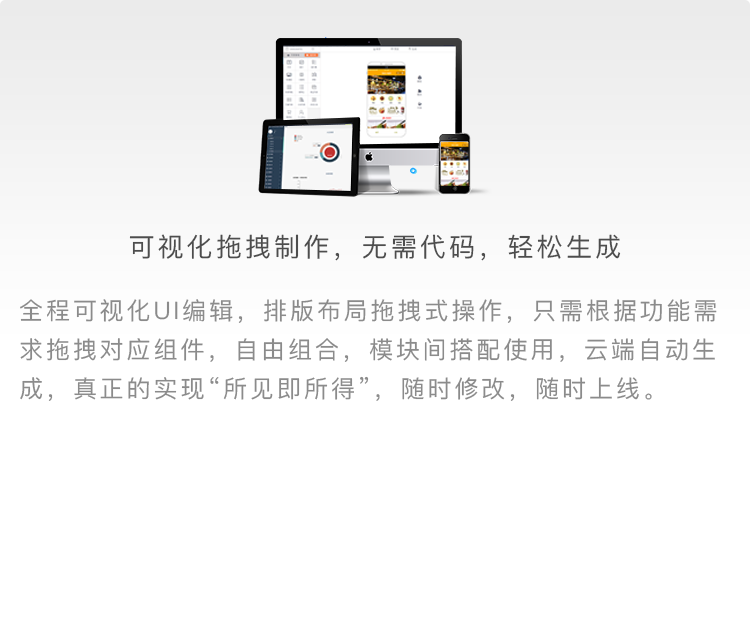 可视化拖拽制作，无需代码，轻松生成
全程可视化UI编辑，排版布局拖拽式操作，只需根据功能需
求拖拽对应组件，自由组合，模块间搭配使用，云端自动生
成，真正的实现“所见即所得”，随时修改，随时上线。